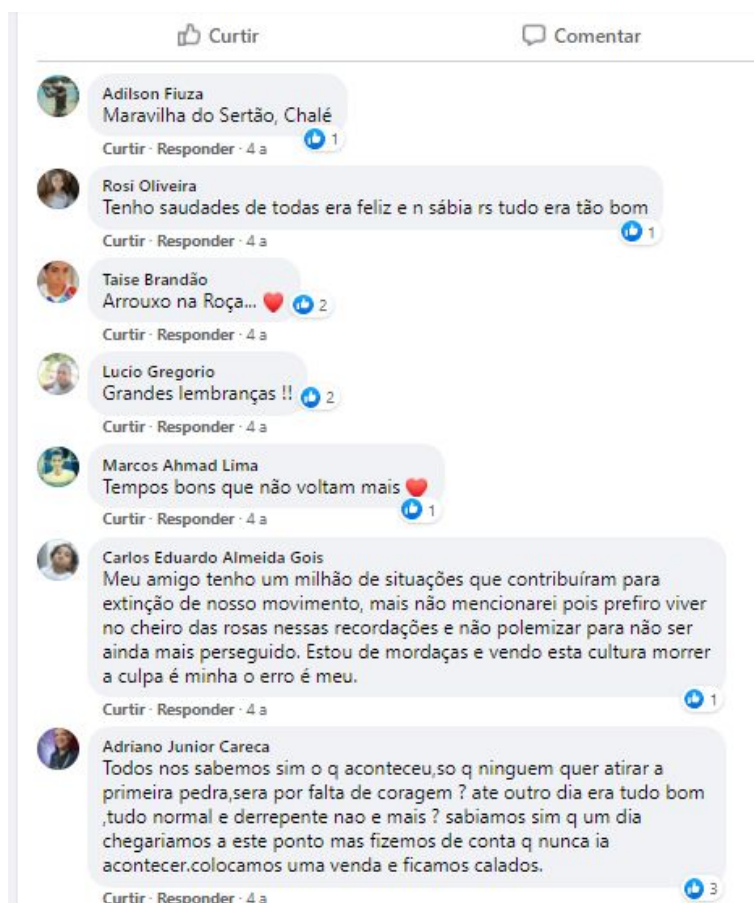 Curtir Comentar
Adilson Fiuza
Maravilha do Sertão, Chalé
1
Curtir · Responder · 4 a
Rosi Oliveira
Tenho saudades de todas era feliz e n sábia rs tudo era tão bom
1
Curtir · Responder · 4 a
Taise Brandão
Arrouxo na Roça... ❤️ 2
Curtir · Responder · 4 a
Lucio Gregorio
Grandes lembranças !! 2
Curtir · Responder · 4 a
Marcos Ahmad Lima
Tempos bons que não voltam mais ❤️
1
Curtir · Responder · 4 a
Carlos Eduardo Almeida Gois
Meu amigo tenho um milhão de situações que contribuíram para
extinção de nosso movimento, mais não mencionarei pois prefiro viver
no cheiro das rosas nessas recordações e não polemizar para não ser
ainda mais perseguido. Estou de mordaças e vendo esta cultura morrer
a culpa é minha o erro é meu.
1
Curtir · Responder · 4 a
Adriano Junior Careca
Todos nos sabemos sim o q aconteceu,so q ninguem quer atirar a
primeira pedra,sera por falta de coragem ? ate outro dia era tudo bom
,tudo normal e derrepente nao e mais ? sabiamos sim q um dia
chegariamos a este ponto mas fizemos de conta q nunca ia
acontecer.colocamos uma venda e ficamos calados.
3
Curtir · Responder · 4 a